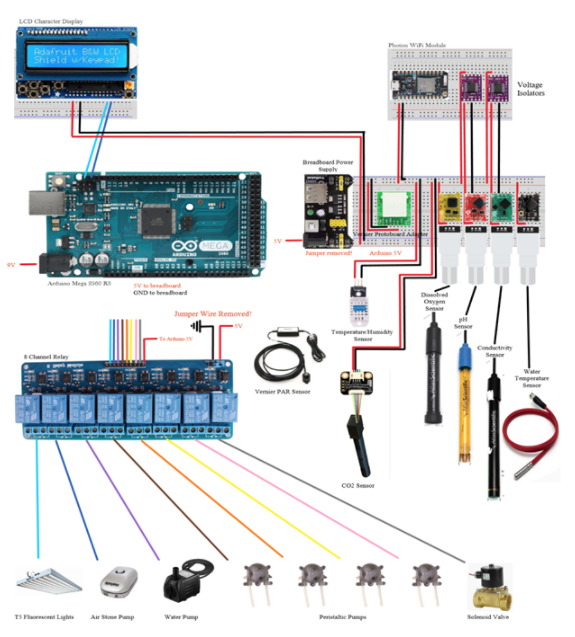 LCD Character Display
Adafruit B&W LCD
Shield w/Keypad!
Photon WiFi Module
Voltage
Isolators
Breadboard Power
Supply
Vernier Protoboard Adapter
5V
Jumper removed!
Arduino 5V
9V
ARDUINO
MEGA
Arduino Mega 2560 R3
5V to breadboard
GND to breadboard
Dissolved
Oxygen
Sensor
pH
Sensor
Conductivity
Sensor
Water
Temperature
Sensor
Temperature/Humidity
Sensor
Jumper Wire Removed!
5V
To Arduino 5V
8 Channel Relay
Vernier PAR Sensor
CO2 Sensor
T5 Fluorescent Lights
Air Stone Pump
Water Pump
Peristaltic Pumps
Solenoid Valve